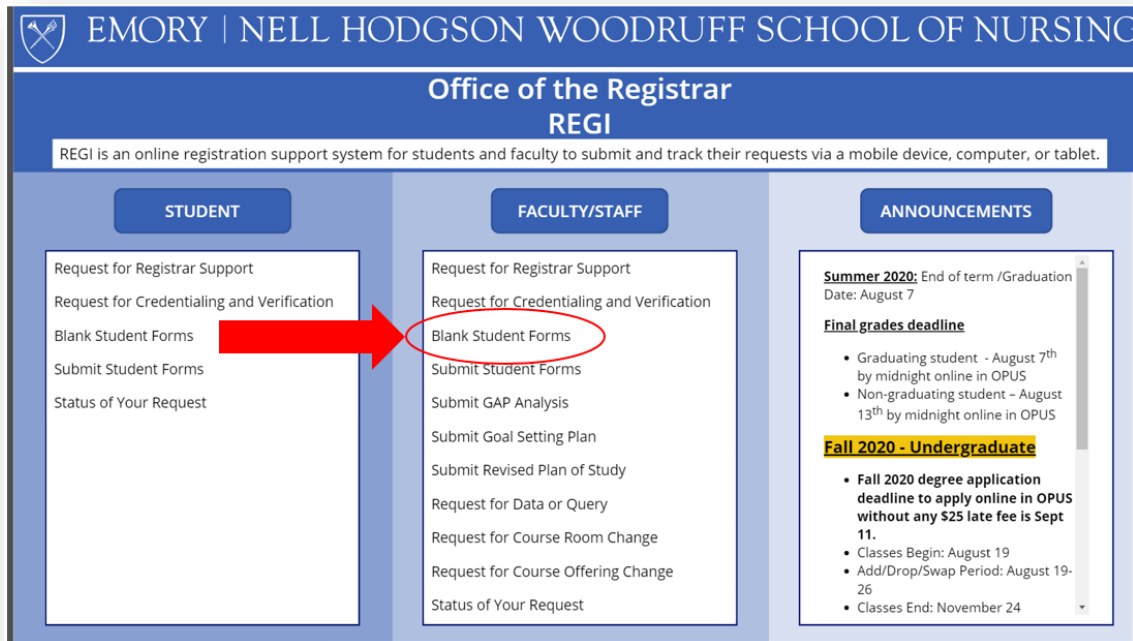 EMORY | NELL HODGSON WOODRUFF SCHOOL OF NURSING
Office of the Registrar
REGI
REGI is an online registration support system for students and faculty to submit and track their requests via a mobile device, computer, or tablet.
STUDENT
Request for Registrar Support
Request for Credentialing and Verification
Blank Student Forms
Submit Student Forms
Status of Your Request
FACULTY/STAFF
Request for Registrar Support
Request for Credentialing and Verification
Blank Student Forms
Submit Student Forms
Submit GAP Analysis
Submit Goal Setting Plan
Submit Revised Plan of Study
Request for Data or Query
Request for Course Room Change
Request for Course Offering Change
Status of Your Request
ANNOUNCEMENTS
Summer 2020: End of term /Graduation
Date: August 7
Final grades deadline
• Graduating student - August 7th
by midnight online in OPUS
• Non-graduating student – August
13th by midnight online in OPUS
Fall 2020 - Undergraduate
• Fall 2020 degree application
deadline to apply online in OPUS
without any $25 late fee is Sept
11.
• Classes Begin: August 19
• Add/Drop/Swap Period: August 19-
26
• Classes End: November 24